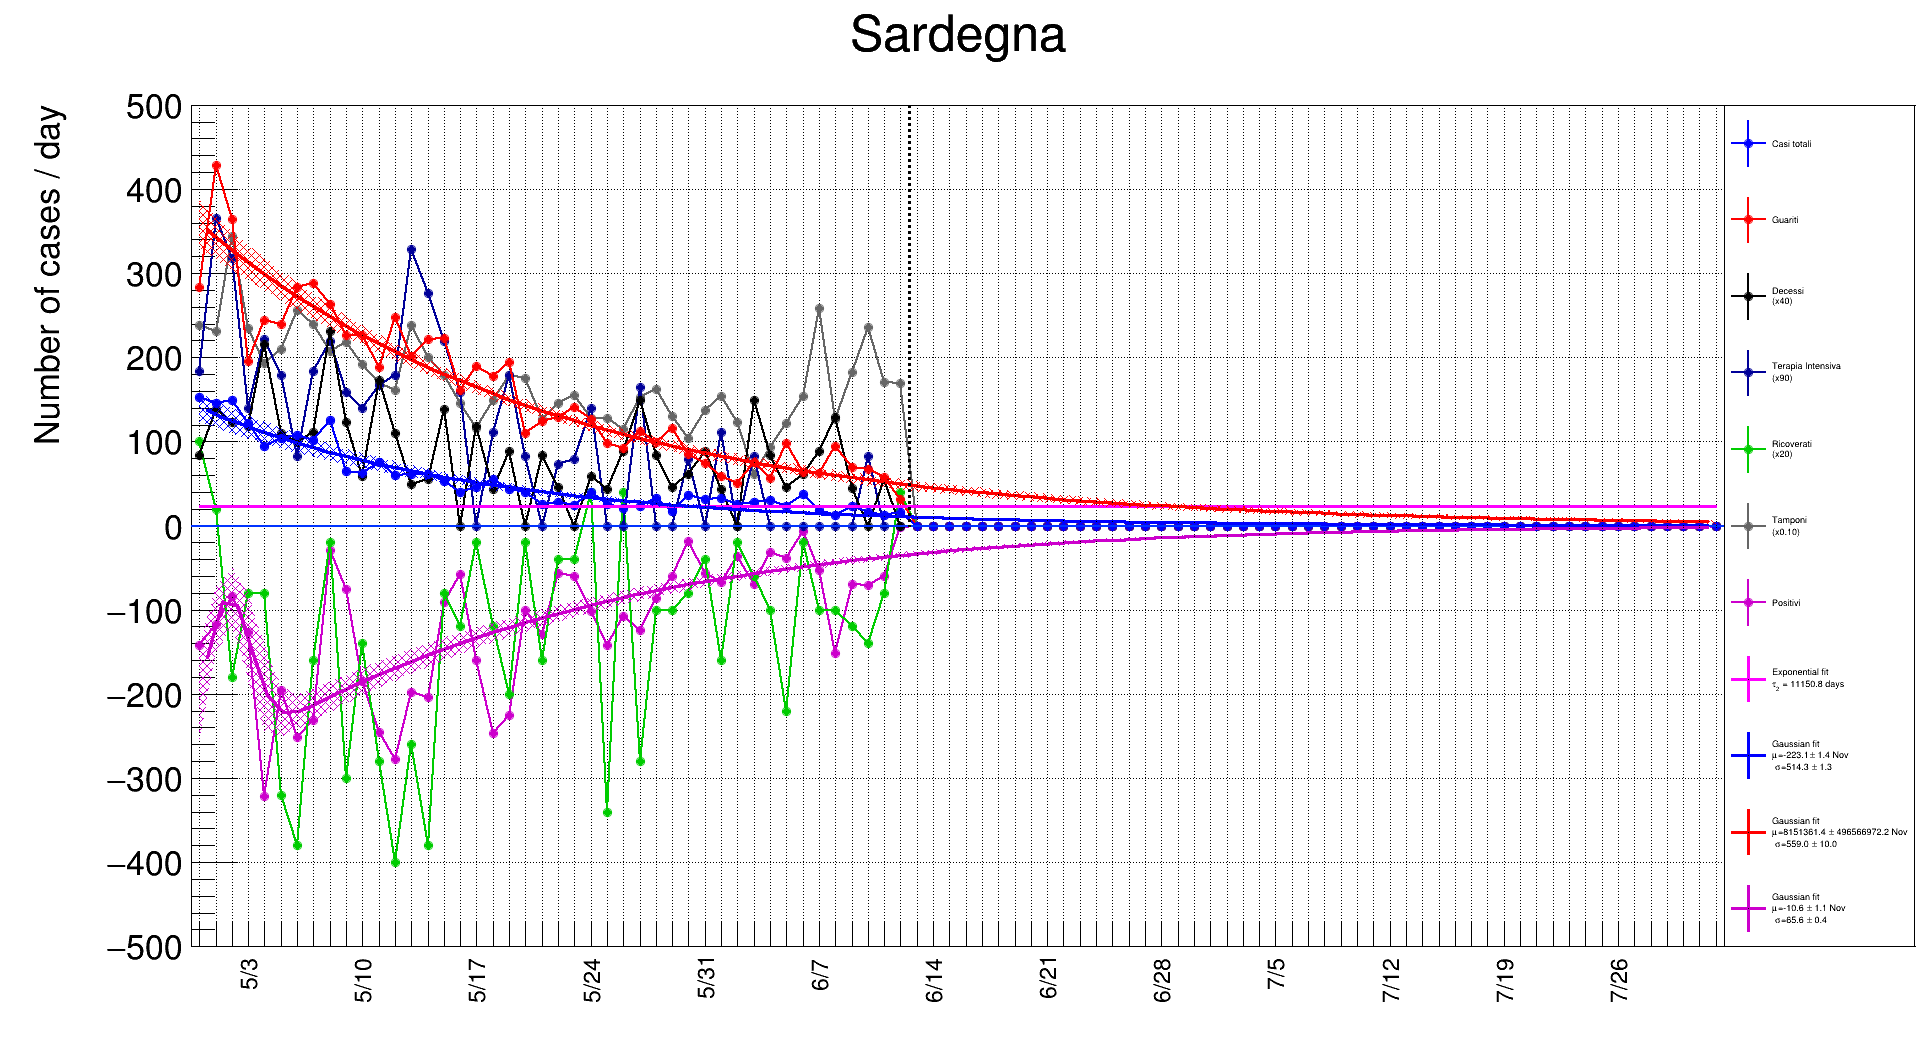 Sardegna
Number of cases / day
500
400
300
200
100
0
−100
−200
−300
−400
−500
5/3
5/10
5/17
5/24
5/31
6/7
6/14
6/21
6/28
7/5
7/12
7/19
7/26
Casi totali
Guariti
Decessi
(x40)
Terapia Intensiva
(x90)
Ricoverati
(x20)
Tamponi
(x0.10)
Positivi
Exponential fit
τ₂ = 11150.8 days
Gaussian fit
μ=-223.1± 1.4 Nov
σ=514.3 ± 1.3
Gaussian fit
μ=8151361.4 ± 496566972.2 Nov
σ=559.0 ± 10.0
Gaussian fit
μ=-10.6 ± 1.1 Nov
σ=65.6 ± 0.4